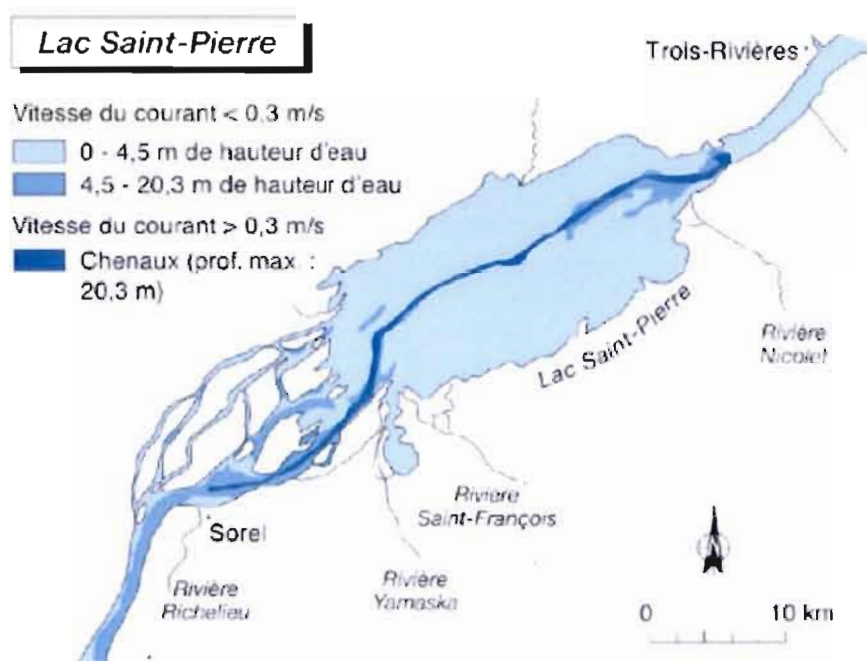 Lac Saint-Pierre
Vitesse du courant < 0,3 m/s
0 - 4,5 m de hauteur d'eau
4,5 - 20,3 m de hauteur d'eau
Vitesse du courant > 0,3 m/s
Chenaux (prof. max. :
20,3 m)
Trois-Rivières
Lac Saint-Pierre
Rivière
Nicolet
Rivière
Saint-François
Sorel
Rivière
Richelieu
Rivière
Yamaska
0 10 km